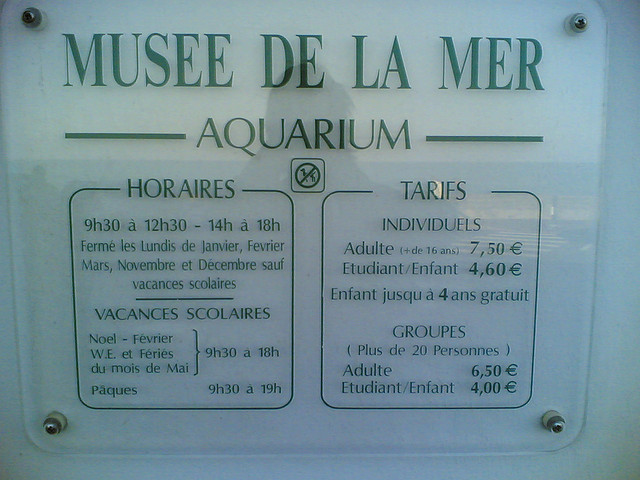 MUSEE DE LA MER
AQUARIUM
HORAIRES
9h30 à 12h30 - 14h à 18h
Fermé les Lundis de Janvier, Fevrier
Mars, Novembre et Décembre sauf
vacances scolaires
VACANCES SCOLAIRES
Noel - Février
W.E. et Fériés
du mois de Mai
9h30 à 18h
Pâques 9h30 à 19h
TARIFS
INDIVIDUELS
Adulte (+de 16 ans) 7,50 €
Etudiant/Enfant 4,60 €
Enfant jusqu à 4 ans gratuit
GROUPES
( Plus de 20 Personnes )
Adulte 6,50 €
Etudiant/Enfant 4,00 €